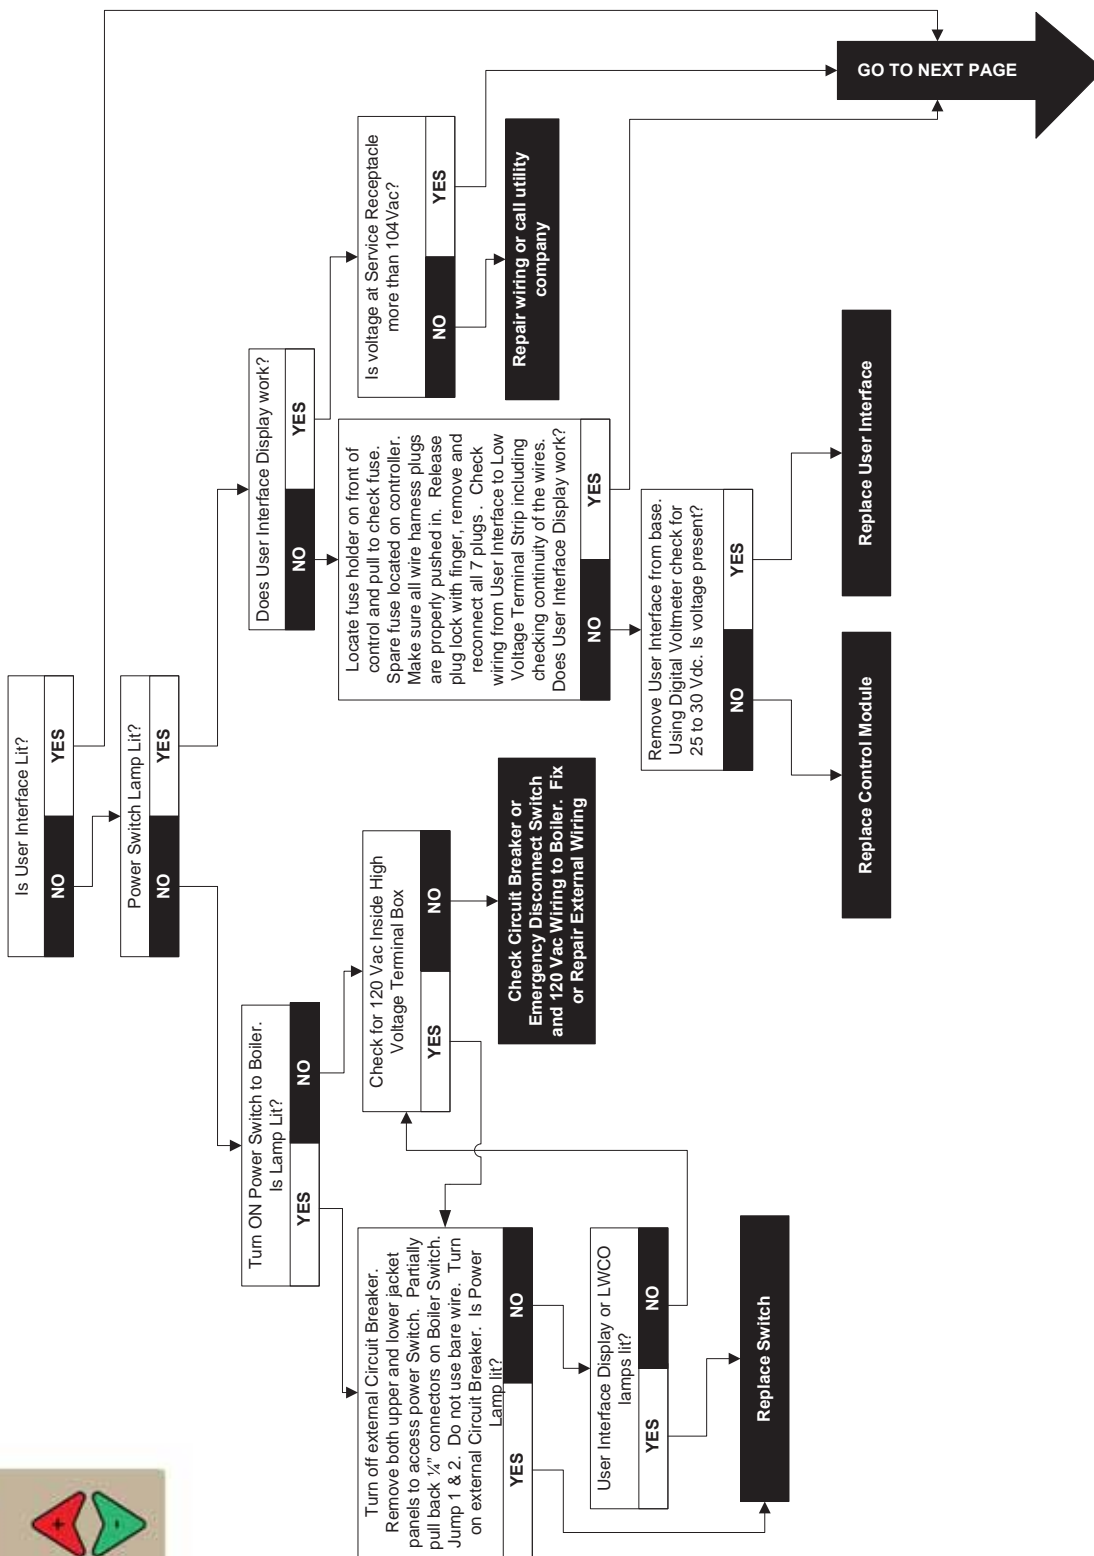 Is User Interface Lit?
NO
YES
Power Switch Lamp Lit?
NO
YES
Turn ON Power Switch to Boiler.
Is Lamp Lit?
YES
NO
Does User Interface Display work?
NO
YES
Turn off external Circuit Breaker.
Remove both upper and lower jacket
panels to access power Switch. Partially
pull back ¼” connectors on Boiler Switch.
Jump 1 & 2. Do not use bare wire. Turn
on external Circuit Breaker. Is Power
Lamp lit?
YES
NO
Check for 120 Vac Inside High
Voltage Terminal Box
YES
NO
Locate fuse holder on front of
control and pull to check fuse.
Spare fuse located on controller.
Make sure all wire harness plugs
are properly pushed in. Release
plug lock with finger, remove and
reconnect all 7 plugs . Check
wiring from User Interface to Low
Voltage Terminal Strip including
checking continuity of the wires.
Does User Interface Display work?
NO
YES
Is voltage at Service Receptacle
more than 104Vac?
NO
YES
Check Circuit Breaker or
Emergency Disconnect Switch
and 120 Vac Wiring to Boiler. Fix
or Repair External Wiring
Repair wiring or call utility
company
User Interface Display or LWCO
lamps lit?
YES
NO
Remove User Interface from base.
Using Digital Voltmeter check for
25 to 30 Vdc. Is voltage present?
NO
YES
Replace Switch
Replace Control Module
Replace User Interface
GO TO NEXT PAGE
+
-